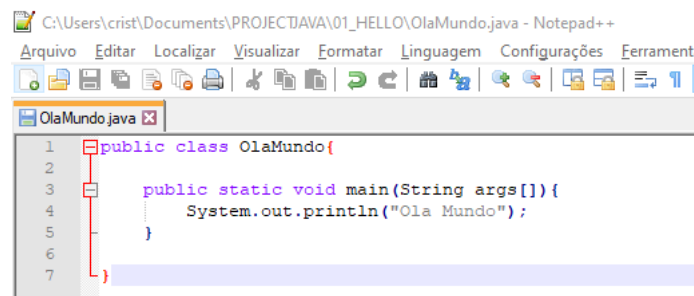 C:\Users\crist\Documents\PROJECTJAVA\01_HELLO\OlaMundo.java - Notepad++
Arquivo Editar Localizar Visualizar Formatar Linguagem Configurações Ferrament
OlaMundo.java
1 public class OlaMundo{
2
3 public static void main(String args[]){
4 System.out.println("Ola Mundo");
5 }
6
7 }